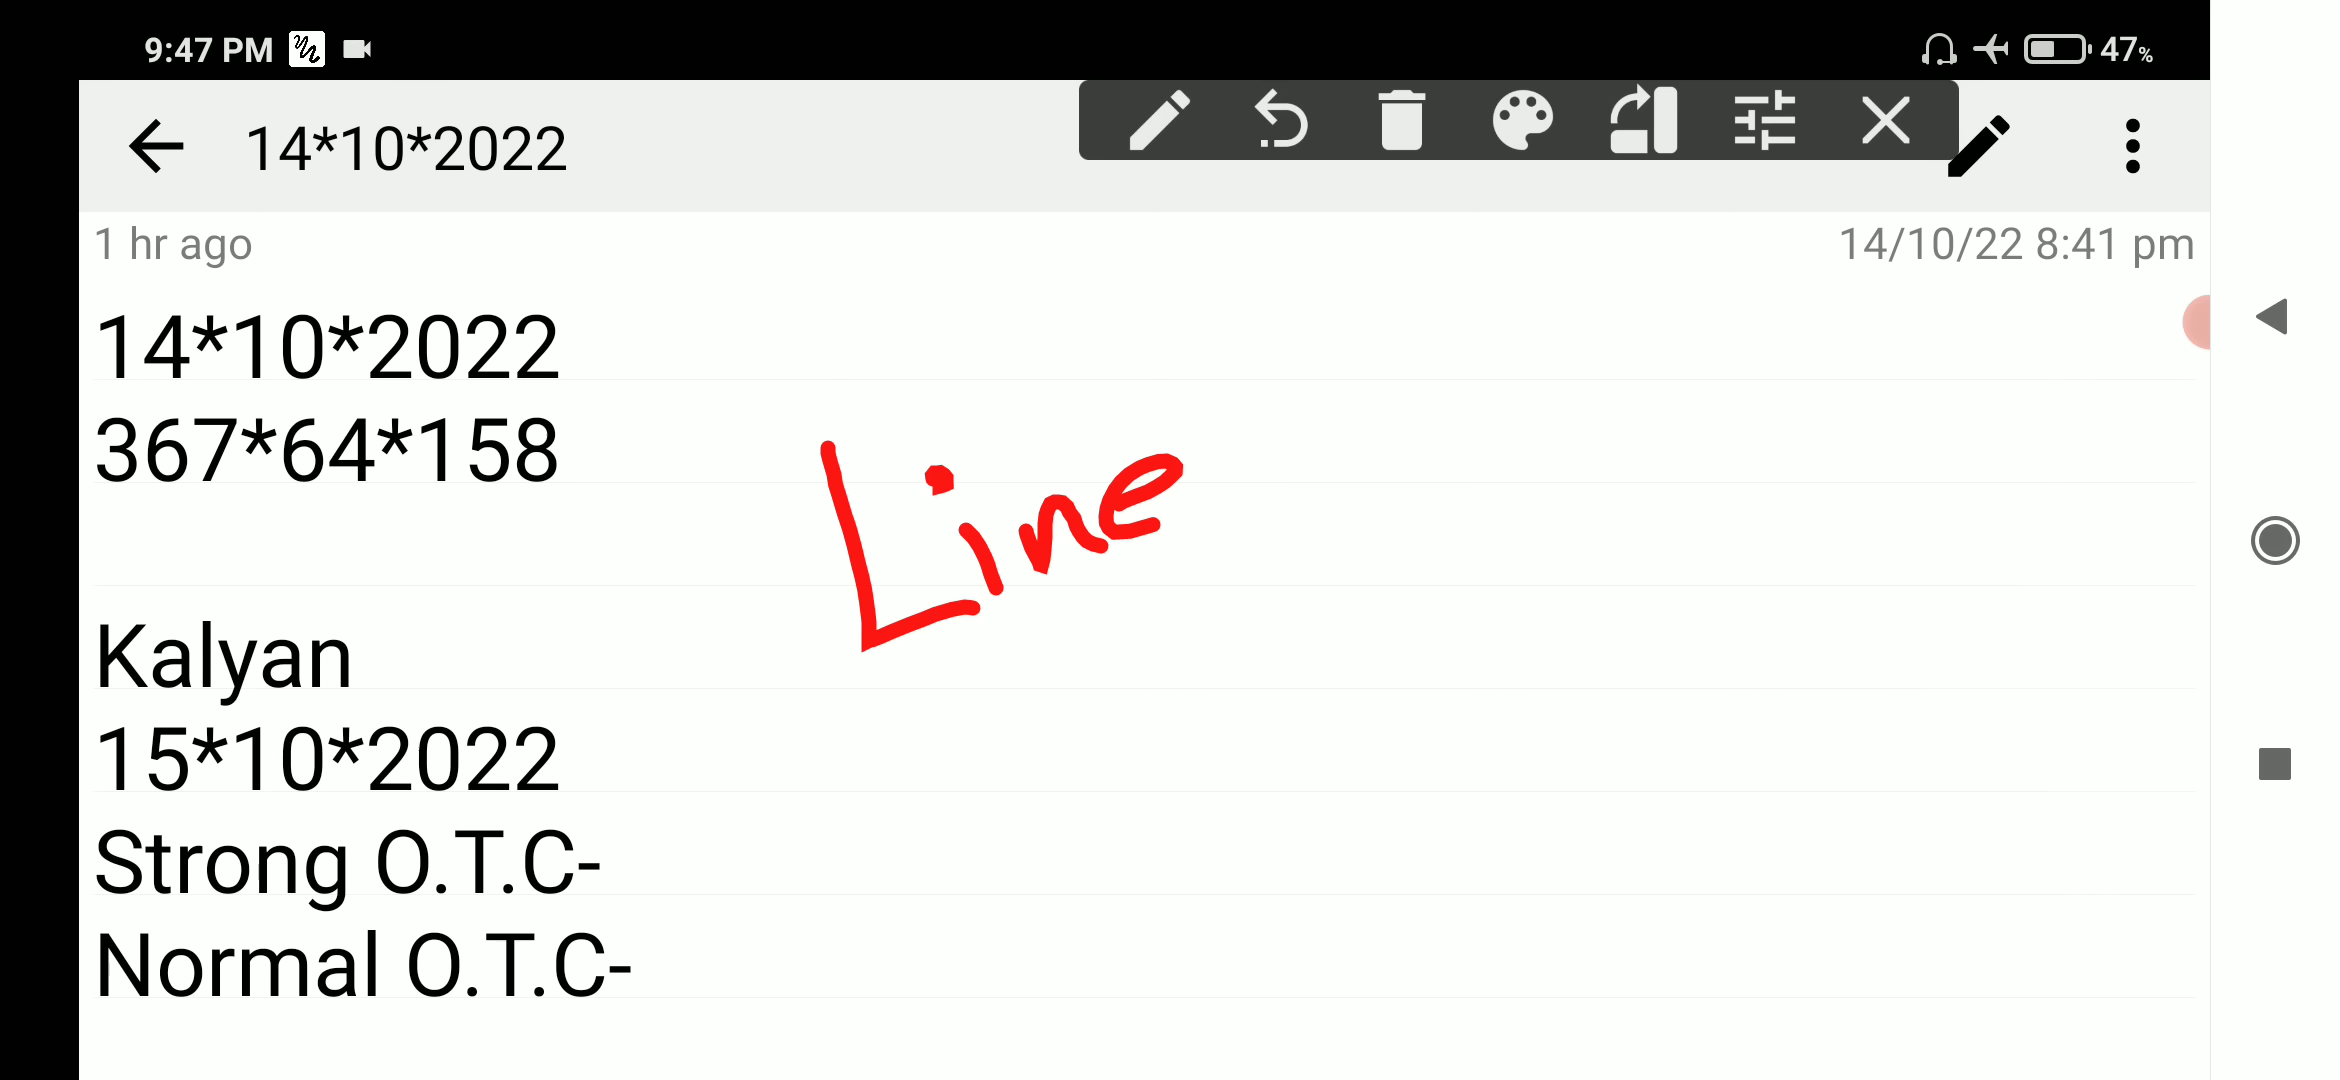 9:47 PM
47%
14*10*2022
1 hr ago
14/10/22 8:41 pm
14*10*2022
367*64*158
Line
Kalyan
15*10*2022
Strong O.T.C-
Normal O.T.C-